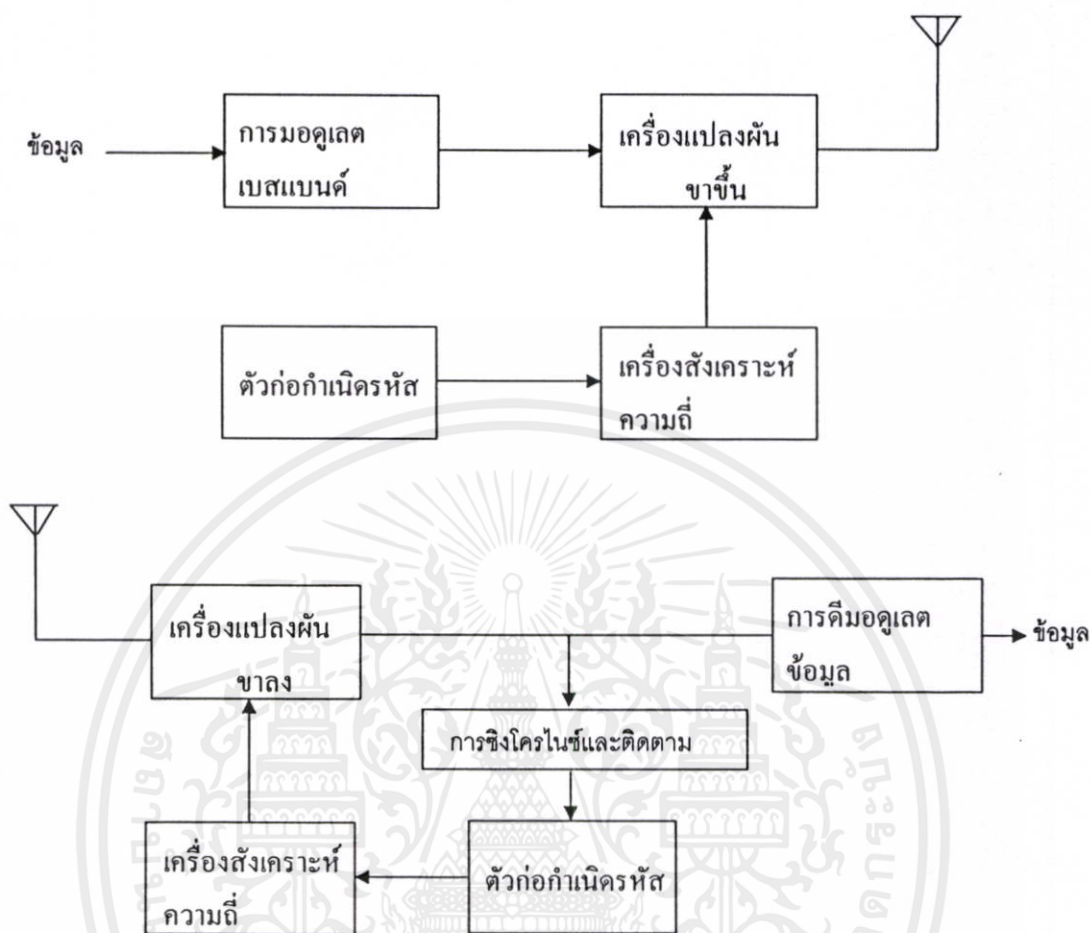 ข้อมูล
การมอดูเลต
เบสแบนด์
เครื่องแปลงผัน
ขาขึ้น
ตัวก่อกำเนิดรหัส
เครื่องสังเคราะห์
ความถี่
เครื่องแปลงผัน
ขาลง
การดีมอดูเลต
ข้อมูล
ข้อมูล
การซิงโครไนซ์และติดตาม
เครื่องสังเคราะห์
ความถี่
ตัวก่อกำเนิดรหัส